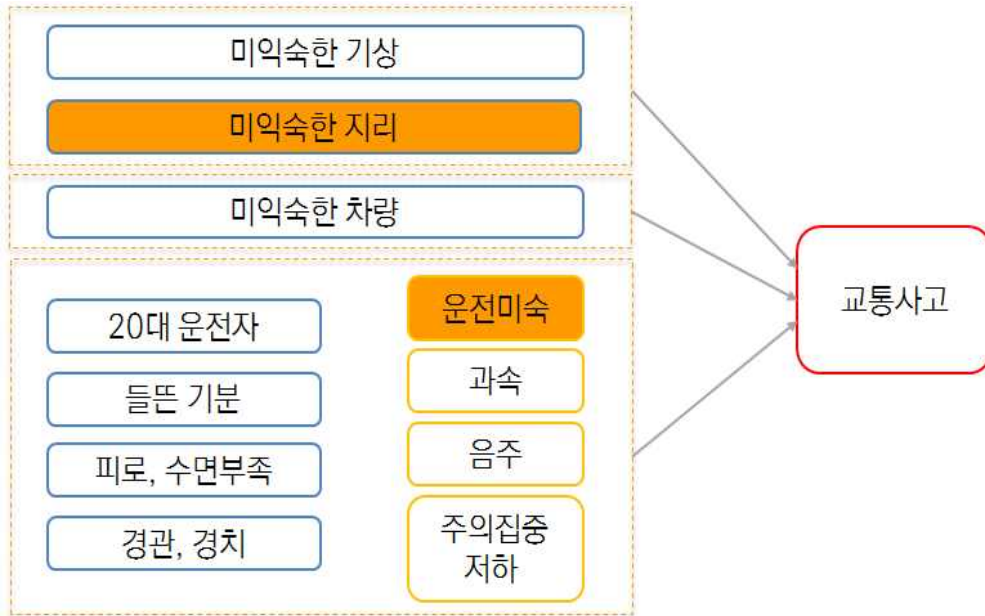 미익숙한 기상
미익숙한 지리
미익숙한 차량
20대 운전자
들뜬 기분
피로, 수면부족
경관, 경치
운전미숙
과속
음주
주의집중
저하
교통사고